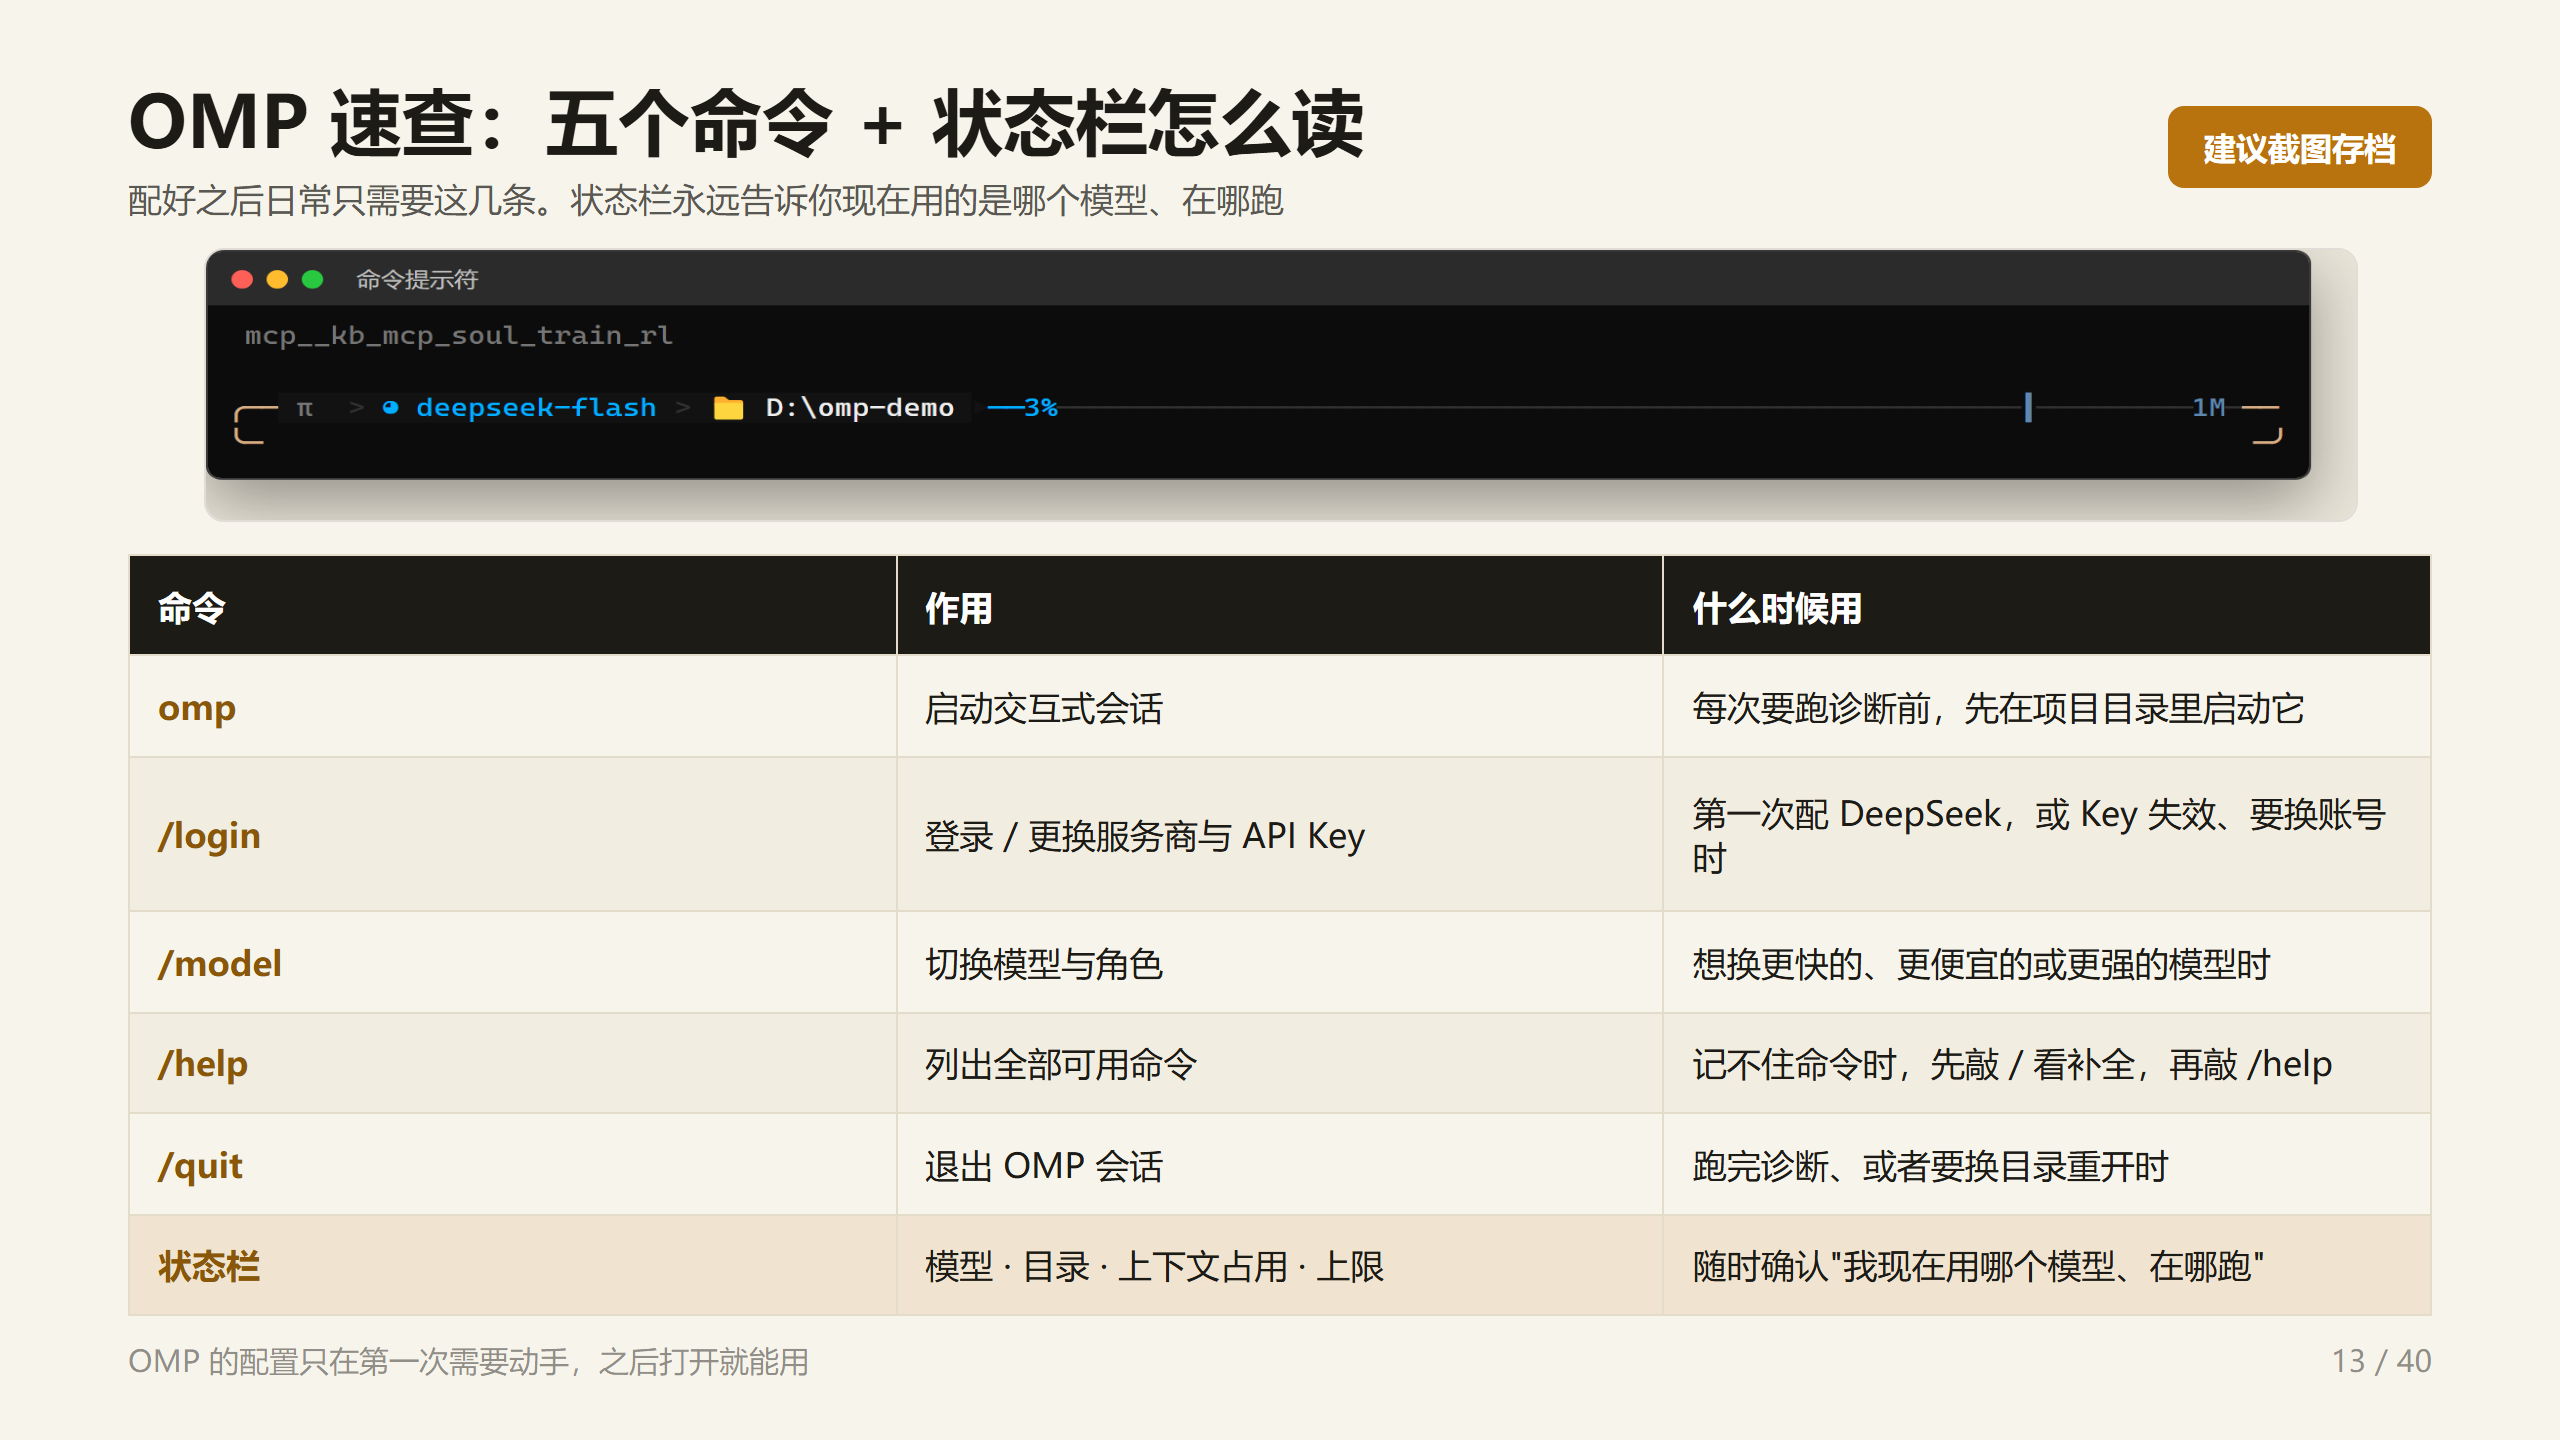 OMP 速查：五个命令 + 状态栏怎么读
建议截图存档
配好之后日常只需要这几条。状态栏永远告诉你现在用的是哪个模型、在哪跑
命令提示符
mcp__kb_mcp_soul_train_rl
π > deepseek-flash > D:\omp-demo 3% 1M
命令 作用 什么时候用
omp 启动交互式会话 每次要跑诊断前，先在项目目录里启动它
/login 登录 / 更换服务商与 API Key 第一次配 DeepSeek，或 Key 失效、要换账号
时
/model 切换模型与角色 想换更快的、更便宜的或更强的模型时
/help 列出全部可用命令 记不住命令时，先敲 / 看补全，再敲 /help
/quit 退出 OMP 会话 跑完诊断、或者要换目录重开时
状态栏 模型 · 目录 · 上下文占用 · 上限 随时确认"我现在用哪个模型、在哪跑"
OMP 的配置只在第一次需要动手，之后打开就能用
13 / 40